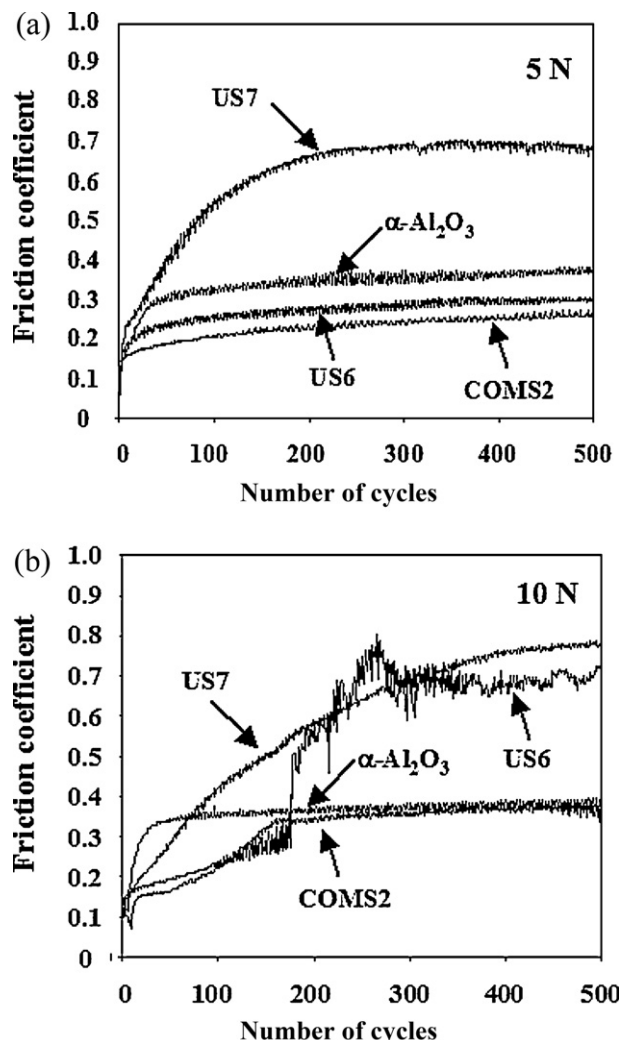 (a)
Friction coefficient
1.0
0.9
0.8
0.7
0.6
0.5
0.4
0.3
0.2
0.1
0
5 N
US7
α-Al₂O₃
US6
COMS2
0 100 200 300 400 500
Number of cycles
(b)
Friction coefficient
1.0
0.9
0.8
0.7
0.6
0.5
0.4
0.3
0.2
0.1
0
10 N
US7
US6
α-Al₂O₃
COMS2
0 100 200 300 400 500
Number of cycles